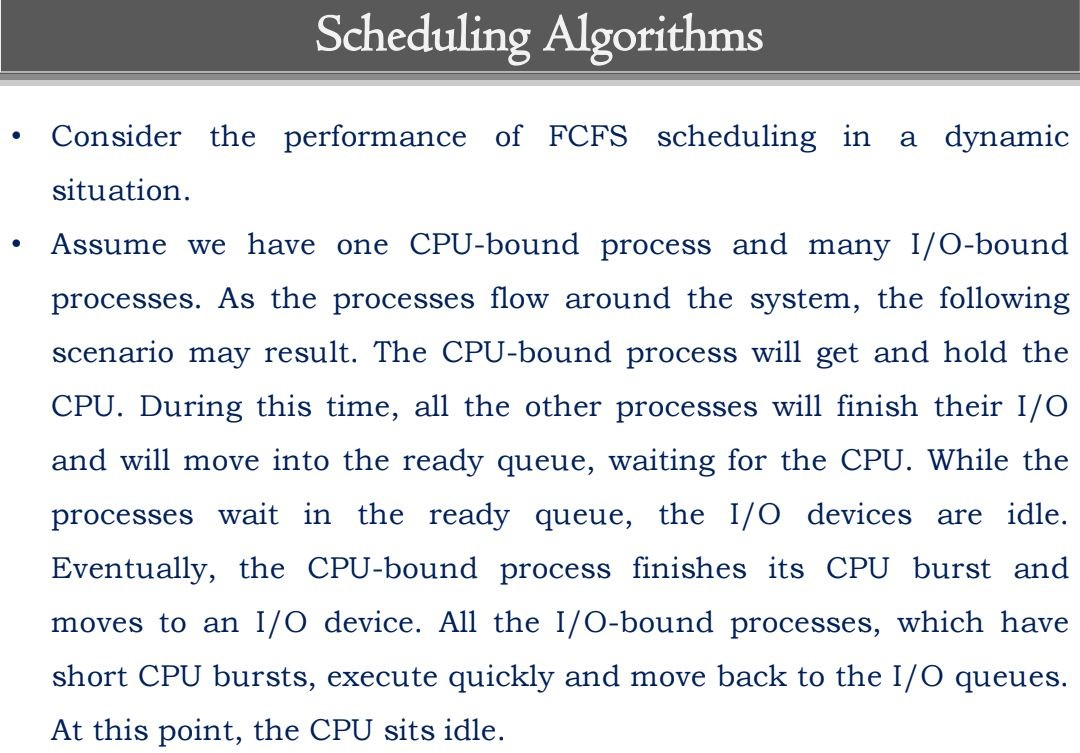 Scheduling Algorithms
• Consider the performance of FCFS scheduling in a dynamic
situation.
• Assume we have one CPU-bound process and many I/O-bound
processes. As the processes flow around the system, the following
scenario may result. The CPU-bound process will get and hold the
CPU. During this time, all the other processes will finish their I/O
and will move into the ready queue, waiting for the CPU. While the
processes wait in the ready queue, the I/O devices are idle.
Eventually, the CPU-bound process finishes its CPU burst and
moves to an I/O device. All the I/O-bound processes, which have
short CPU bursts, execute quickly and move back to the I/O queues.
At this point, the CPU sits idle.